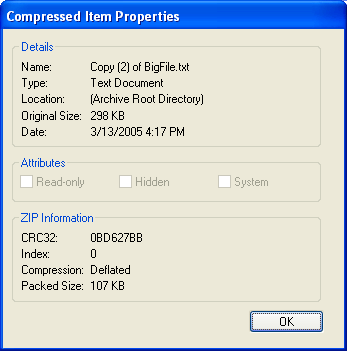 Compressed Item Properties
Details
Name: Copy (2) of BigFile.txt
Type: Text Document
Location: (Archive Root Directory)
Original Size: 298 KB
Date: 3/13/2005 4:17 PM
Attributes
Read-only Hidden System
ZIP Information
CRC32: 0BD627BB
Index: 0
Compression: Deflated
Packed Size: 107 KB
OK